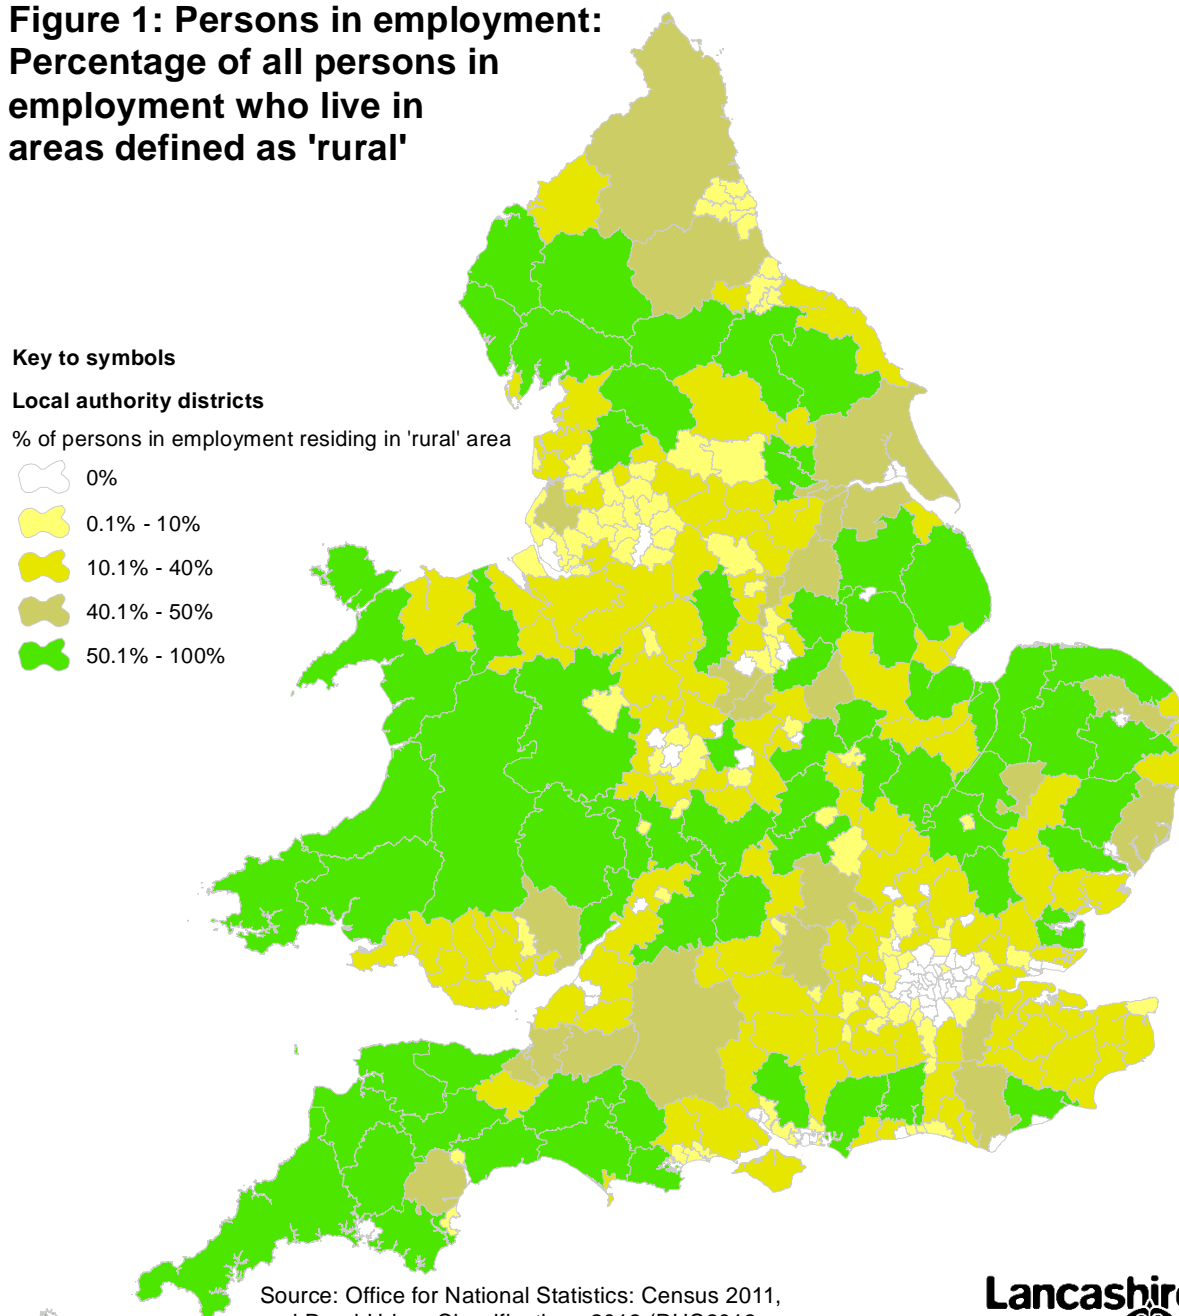 Figure 1: Persons in employment:
Percentage of all persons in
employment who live in
areas defined as 'rural'
Key to symbols
Local authority districts
% of persons in employment residing in 'rural' area
0%
0.1% - 10%
10.1% - 40%
40.1% - 50%
50.1% - 100%
Source: Office for National Statistics: Census 2011,
Lancashire